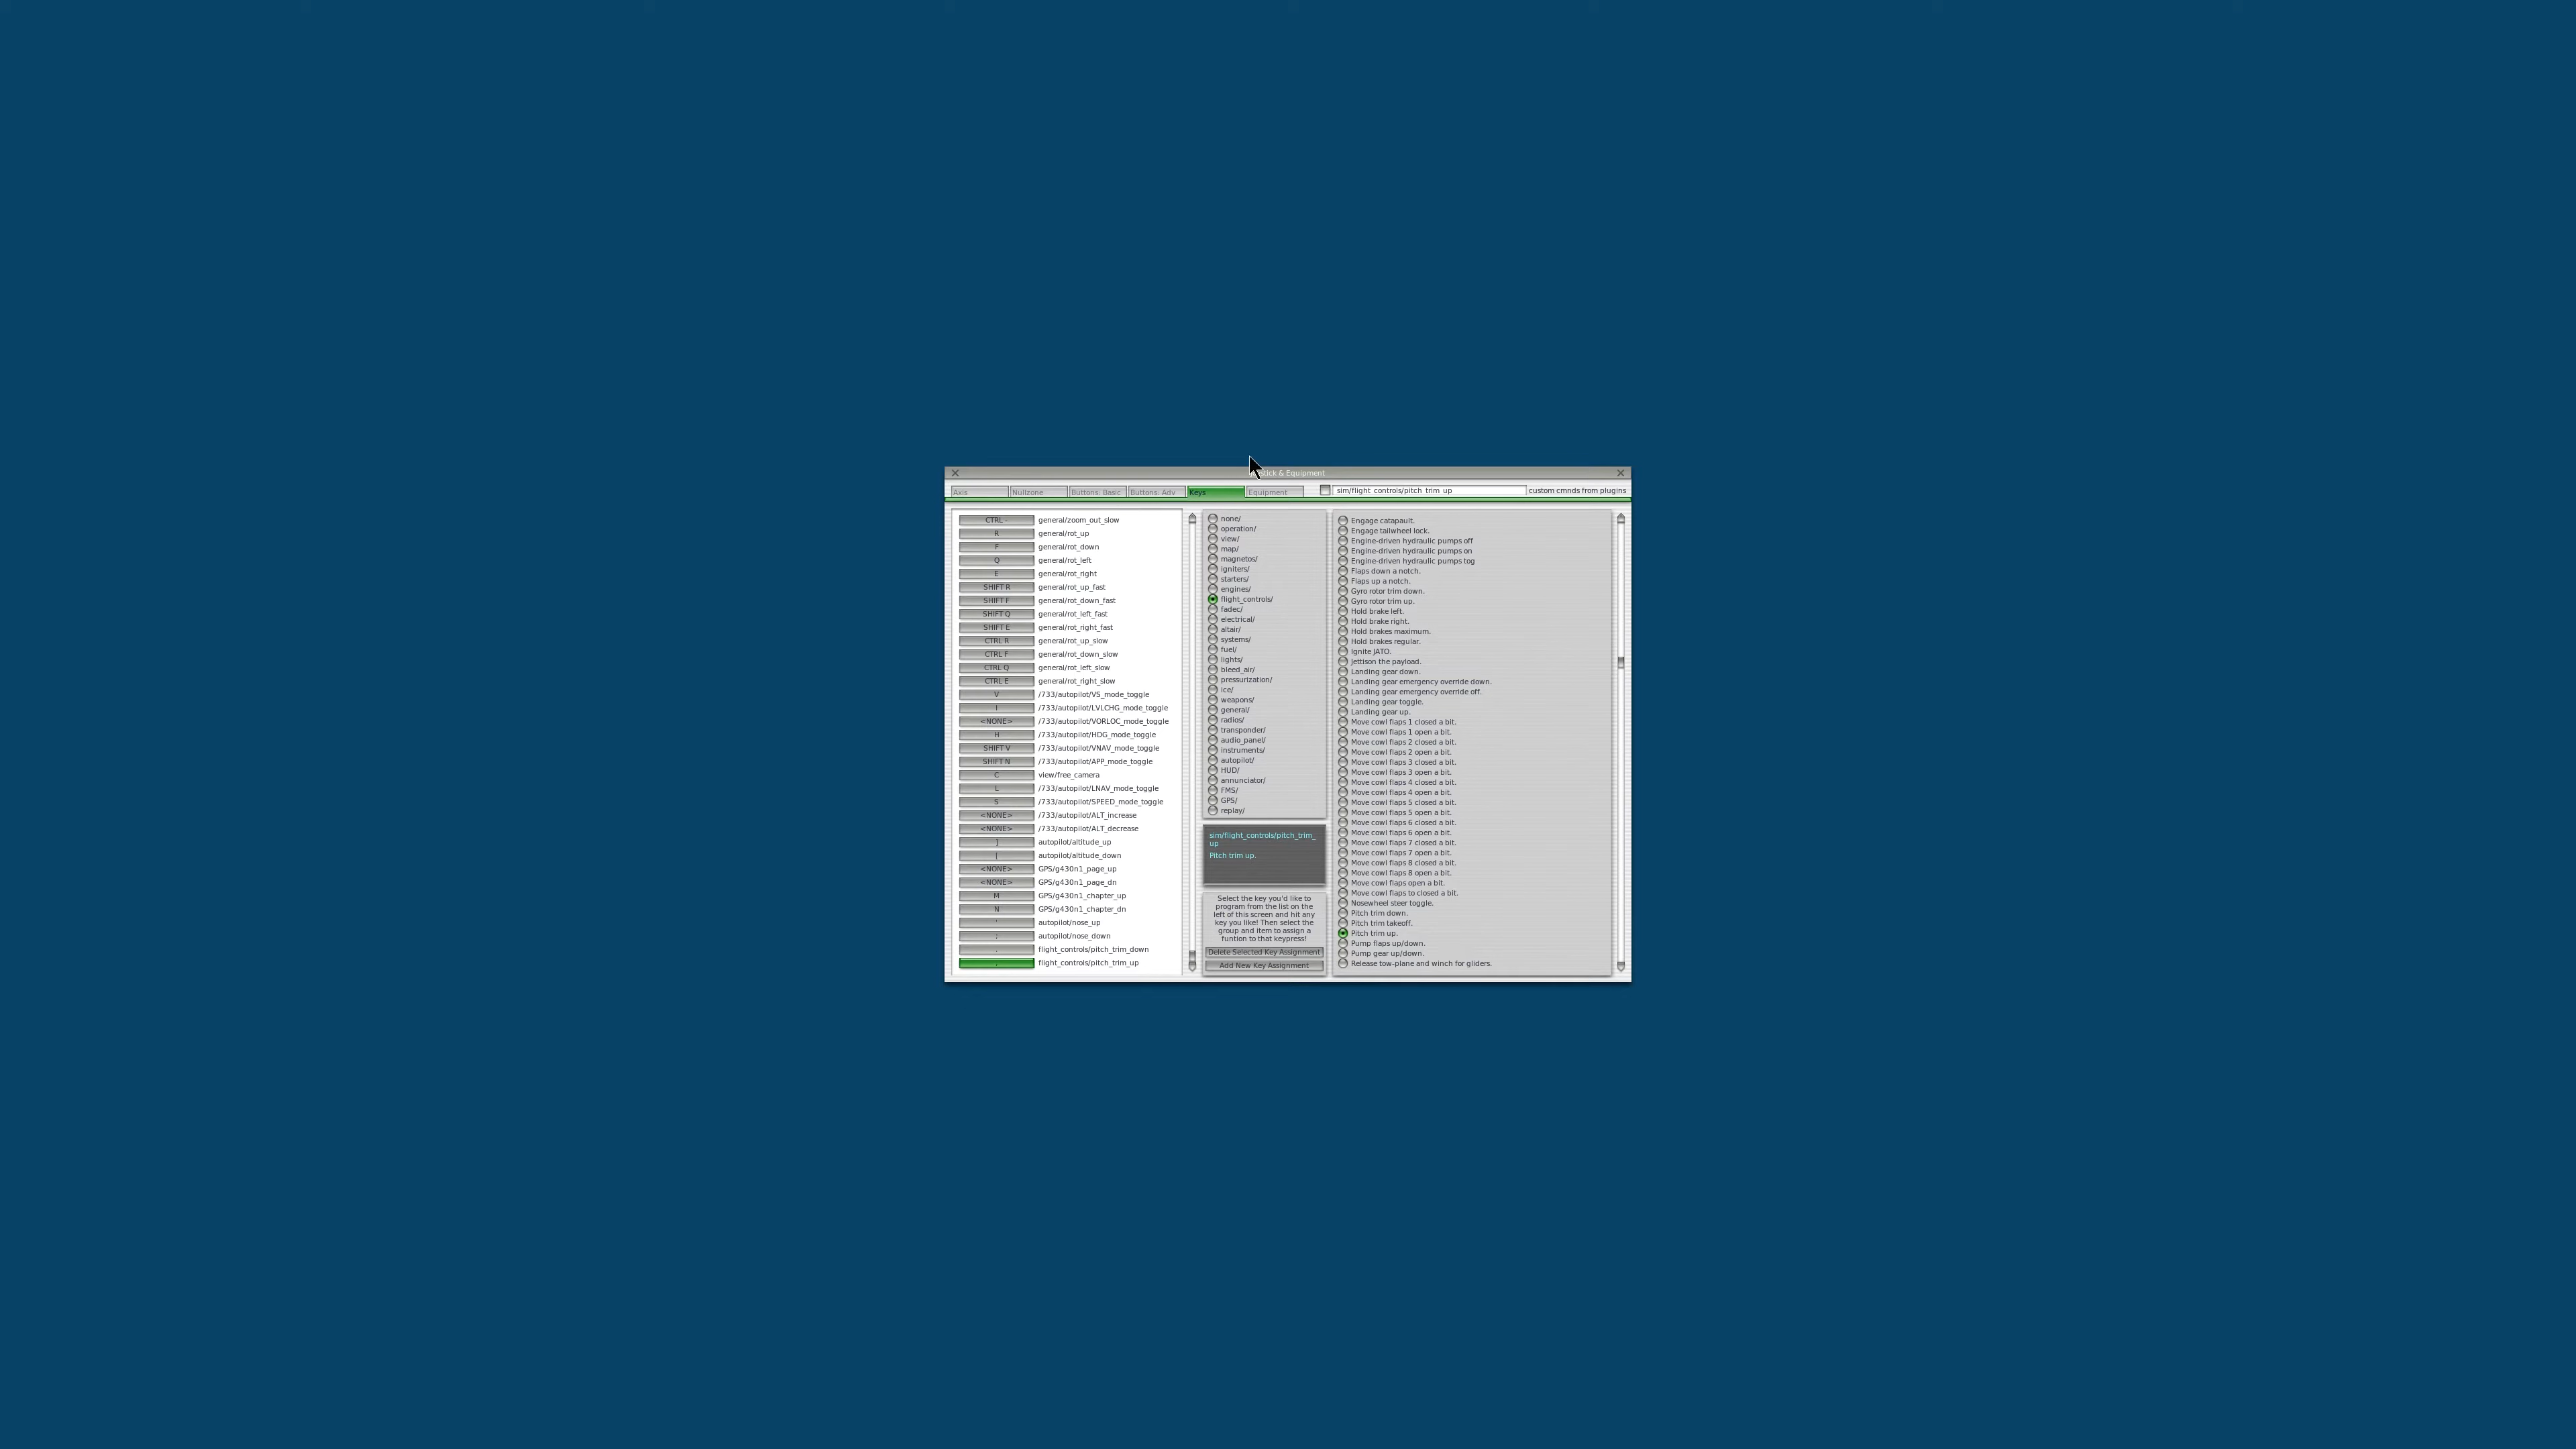 stick & Equipment
Axis
Nullzone
Buttons: Basic
Buttons: Adv
Keys
Equipment
sim/flight_controls/pitch_trim_up
custom cmnds from plugins
CTRL - general/zoom_out_slow
R general/rot_up
F general/rot_down
Q general/rot_left
E general/rot_right
SHIFT R general/rot_up_fast
SHIFT F general/rot_down_fast
SHIFT Q general/rot_left_fast
SHIFT E general/rot_right_fast
CTRL R general/rot_up_slow
CTRL F general/rot_down_slow
CTRL Q general/rot_left_slow
CTRL E general/rot_right_slow
V /733/autopilot/VS_mode_toggle
I /733/autopilot/LVLCHG_mode_toggle
<NONE> /733/autopilot/VORLOC_mode_toggle
H /733/autopilot/HDG_mode_toggle
SHIFT V /733/autopilot/VNAV_mode_toggle
SHIFT N /733/autopilot/APP_mode_toggle
C view/free_camera
L /733/autopilot/LNAV_mode_toggle
S /733/autopilot/SPEED_mode_toggle
<NONE> /733/autopilot/ALT_increase
<NONE> /733/autopilot/ALT_decrease
] autopilot/altitude_up
[ autopilot/altitude_down
<NONE> GPS/g430n1_page_up
<NONE> GPS/g430n1_page_dn
M GPS/g430n1_chapter_up
N GPS/g430n1_chapter_dn
' autopilot/nose_up
; autopilot/nose_down
flight_controls/pitch_trim_down
flight_controls/pitch_trim_up
none/
operation/
view/
map/
magnetos/
igniters/
starters/
engines/
flight_controls/
fadec/
electrical/
altair/
systems/
fuel/
lights/
bleed_air/
pressurization/
ice/
weapons/
general/
radios/
transponder/
audio_panel/
instruments/
autopilot/
HUD/
annunciator/
FMS/
GPS/
replay/
sim/flight_controls/pitch_trim_
up
Pitch trim up.
Select the key you'd like to
program from the list on the
left of this screen and hit any
key you like! Then select the
group and item to assign a
funtion to that keypress!
Delete Selected Key Assignment
Add New Key Assignment
Engage catapault.
Engage tailwheel lock.
Engine-driven hydraulic pumps off
Engine-driven hydraulic pumps on
Engine-driven hydraulic pumps tog
Flaps down a notch.
Flaps up a notch.
Gyro rotor trim down.
Gyro rotor trim up.
Hold brake left.
Hold brake right.
Hold brakes maximum.
Hold brakes regular.
Ignite JATO.
Jettison the payload.
Landing gear down.
Landing gear emergency override down.
Landing gear emergency override off.
Landing gear toggle.
Landing gear up.
Move cowl flaps 1 closed a bit.
Move cowl flaps 1 open a bit.
Move cowl flaps 2 closed a bit.
Move cowl flaps 2 open a bit.
Move cowl flaps 3 closed a bit.
Move cowl flaps 3 open a bit.
Move cowl flaps 4 closed a bit.
Move cowl flaps 4 open a bit.
Move cowl flaps 5 closed a bit.
Move cowl flaps 5 open a bit.
Move cowl flaps 6 closed a bit.
Move cowl flaps 6 open a bit.
Move cowl flaps 7 closed a bit.
Move cowl flaps 7 open a bit.
Move cowl flaps 8 closed a bit.
Move cowl flaps 8 open a bit.
Move cowl flaps open a bit.
Move cowl flaps to closed a bit.
Nosewheel steer toggle.
Pitch trim down.
Pitch trim takeoff.
Pitch trim up.
Pump flaps up/down.
Pump gear up/down.
Release tow-plane and winch for gliders.